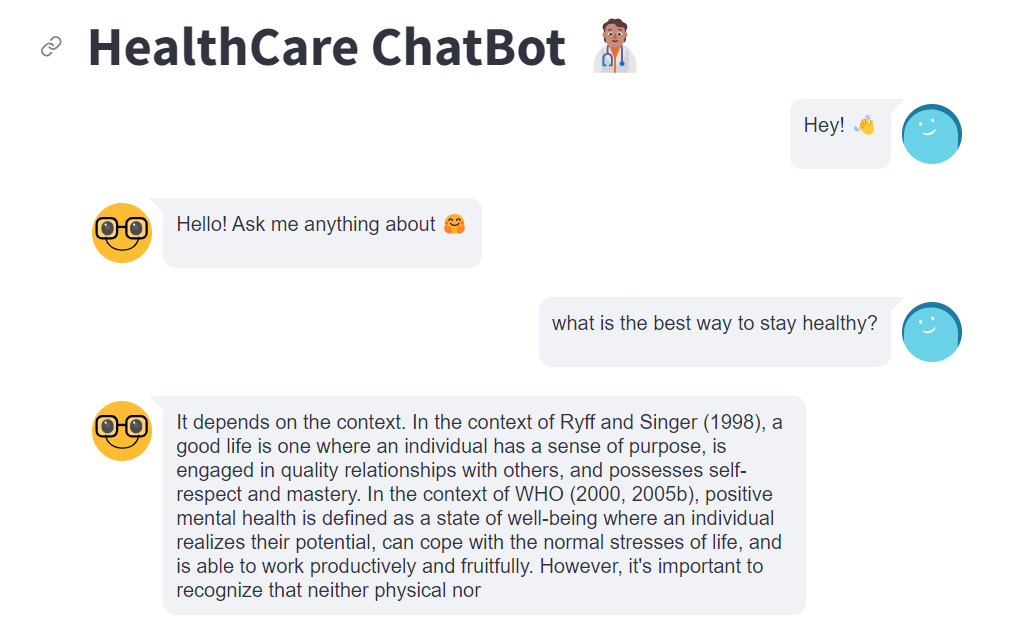 HealthCare ChatBot 👨🏽‍⚕️
Hey! 👋
Hello! Ask me anything about 🤗
what is the best way to stay healthy?
It depends on the context. In the context of Ryff and Singer (1998), a
good life is one where an individual has a sense of purpose, is
engaged in quality relationships with others, and possesses self-
respect and mastery. In the context of WHO (2000, 2005b), positive
mental health is defined as a state of well-being where an individual
realizes their potential, can cope with the normal stresses of life, and
is able to work productively and fruitfully. However, it's important to
recognize that neither physical nor